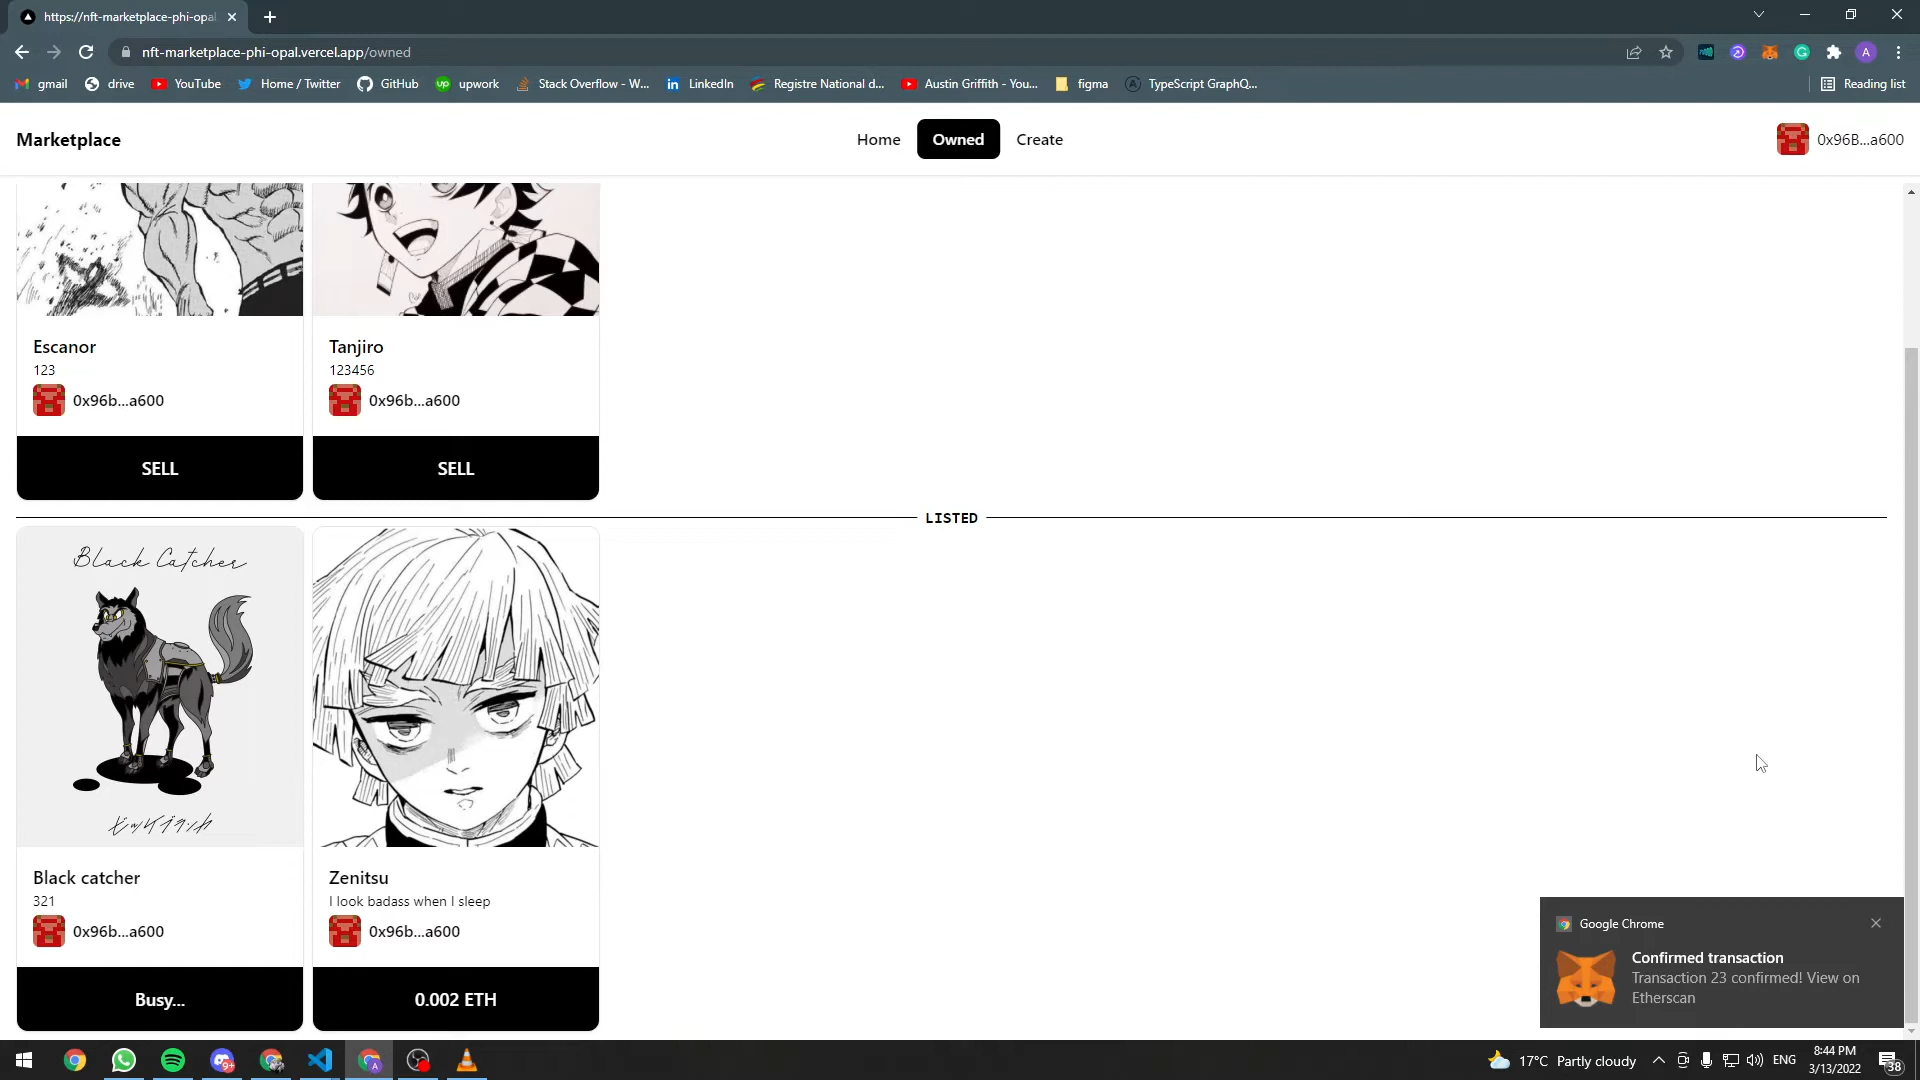 https://nft-marketplace-phi-opal
nft-marketplace-phi-opal.vercel.app/owned
A
gmail
drive
YouTube
Home / Twitter
GitHub
up
upwork
Stack Overflow - W...
in
LinkedIn
Registre National d...
Austin Griffith - You...
figma
TypeScript GraphQ...
Reading list
Marketplace
Home
Owned
Create
0x96B...a600
Escanor
123
0x96b...a600
SELL
Tanjiro
123456
0x96b...a600
SELL
LISTED
Black Catcher
Black catcher
321
0x96b...a600
Busy...
Zenitsu
I look badass when I sleep
0x96b...a600
0.002 ETH
Google Chrome
Confirmed transaction
Transaction 23 confirmed! View on
Etherscan
9+
A
17°C Partly cloudy
ENG
8:44 PM
3/13/2022
38